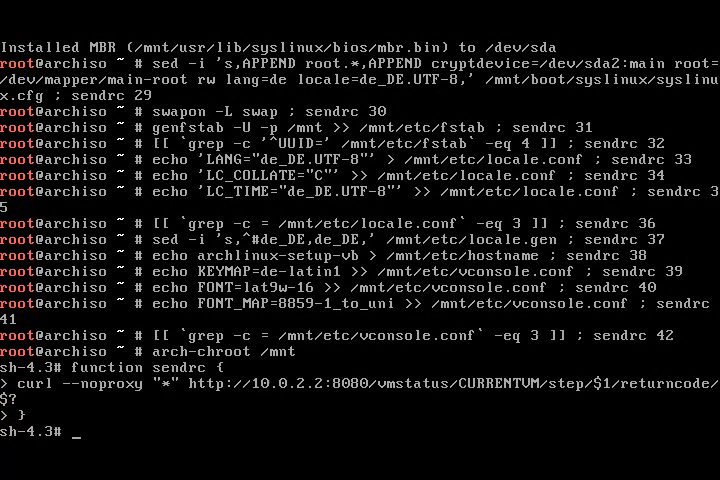 Installed MBR (/mnt/usr/lib/syslinux/bios/mbr.bin) to /dev/sda
root@archiso ~ # sed -i 's,APPEND root.*,APPEND cryptdevice=/dev/sda2:main root=
/dev/mapper/main-root rw lang=de locale=de_DE.UTF-8,' /mnt/boot/syslinux/syslinu
x.cfg ; sendrc 29
root@archiso ~ # swapon -L swap ; sendrc 30
root@archiso ~ # genfstab -U -p /mnt >> /mnt/etc/fstab ; sendrc 31
root@archiso ~ # [[ `grep -c '^UUID=' /mnt/etc/fstab` -eq 4 ]] ; sendrc 32
root@archiso ~ # echo 'LANG="de_DE.UTF-8"' > /mnt/etc/locale.conf ; sendrc 33
root@archiso ~ # echo 'LC_COLLATE="C"' >> /mnt/etc/locale.conf ; sendrc 34
root@archiso ~ # echo 'LC_TIME="de_DE.UTF-8"' >> /mnt/etc/locale.conf ; sendrc 3
5
root@archiso ~ # [[ `grep -c = /mnt/etc/locale.conf` -eq 3 ]] ; sendrc 36
root@archiso ~ # sed -i 's,^#de_DE,de_DE,' /mnt/etc/locale.gen ; sendrc 37
root@archiso ~ # echo archlinux-setup-vb > /mnt/etc/hostname ; sendrc 38
root@archiso ~ # echo KEYMAP=de-latin1 >> /mnt/etc/vconsole.conf ; sendrc 39
root@archiso ~ # echo FONT=lat9w-16 >> /mnt/etc/vconsole.conf ; sendrc 40
root@archiso ~ # echo FONT_MAP=8859-1_to_uni >> /mnt/etc/vconsole.conf ; sendrc
41
root@archiso ~ # [[ `grep -c = /mnt/etc/vconsole.conf` -eq 3 ]] ; sendrc 42
root@archiso ~ # arch-chroot /mnt
sh-4.3# function sendrc {
> curl --noproxy "*" http://10.0.2.2:8080/vmstatus/CURRENTVM/step/$1/returncode/
$?
> }
sh-4.3# _